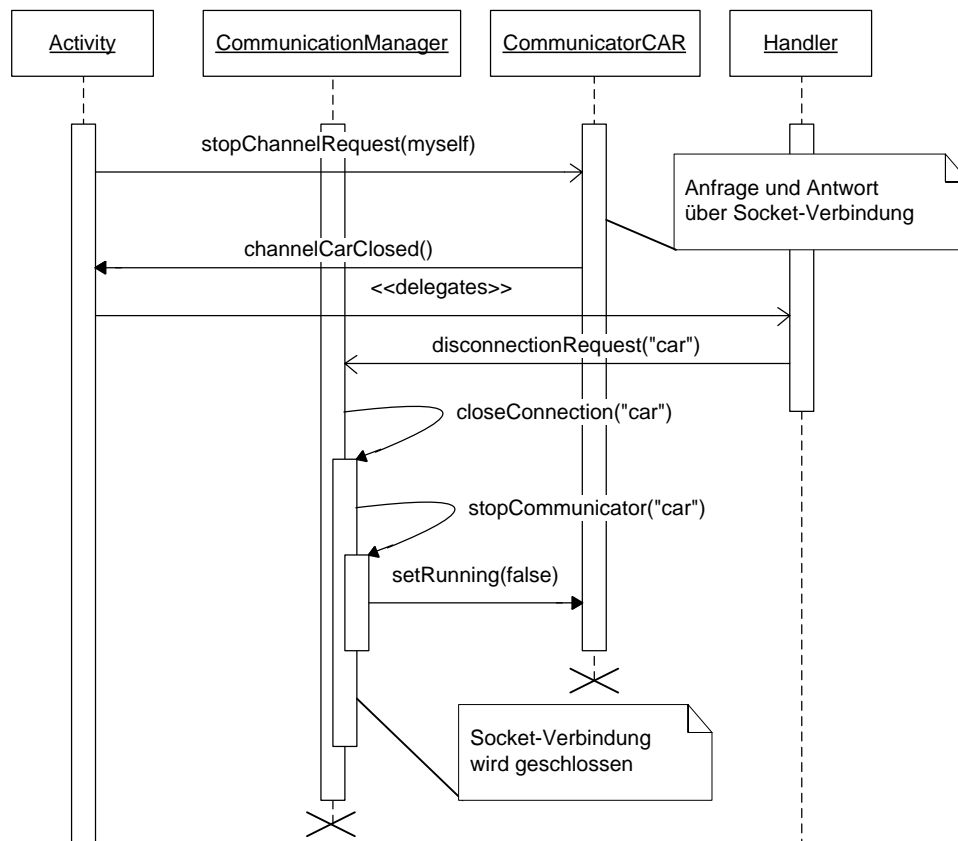 Activity
CommunicationManager
CommunicatorCAR
Handler
stopChannelRequest(myself)
Anfrage und Antwort
über Socket-Verbindung
channelCarClosed()
<<delegates>>
disconnectionRequest("car")
closeConnection("car")
stopCommunicator("car")
setRunning(false)
Socket-Verbindung
wird geschlossen